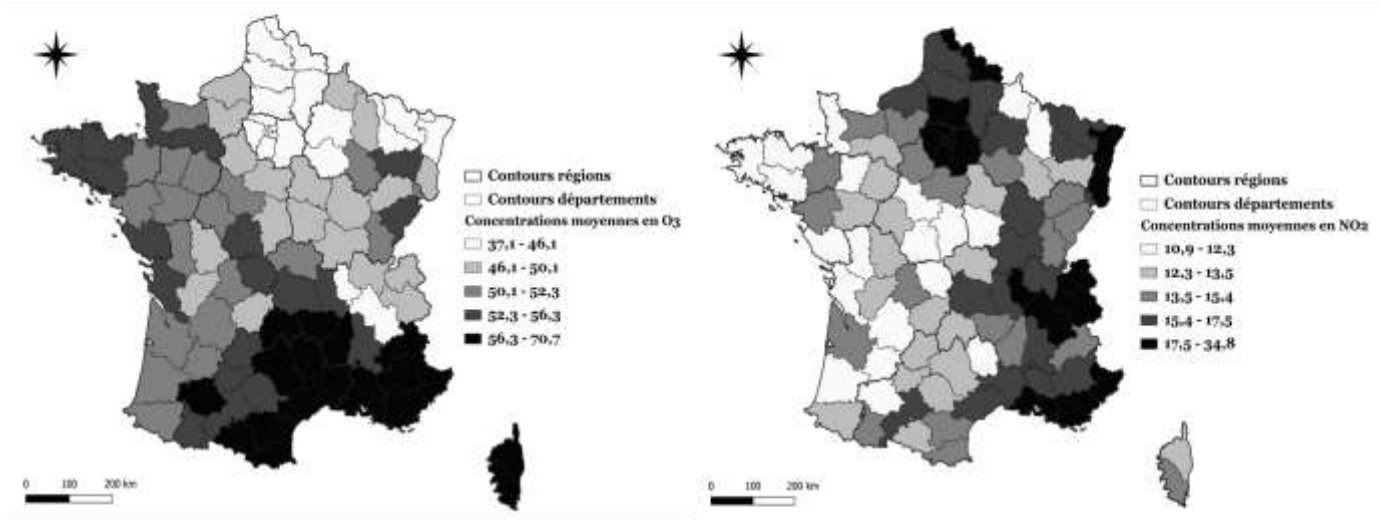 Contours régions
Contours départements
Concentrations moyennes en O3
37,1 - 46,1
46,1 - 50,1
50,1 - 52,3
52,3 - 56,3
56,3 - 70,7
0 100 200 km
Contours régions
Contours départements
Concentrations moyennes en NO2
10,9 - 12,3
12,3 - 13,5
13,5 - 15,4
15,4 - 17,5
17,5 - 34,8
0 100 200 km